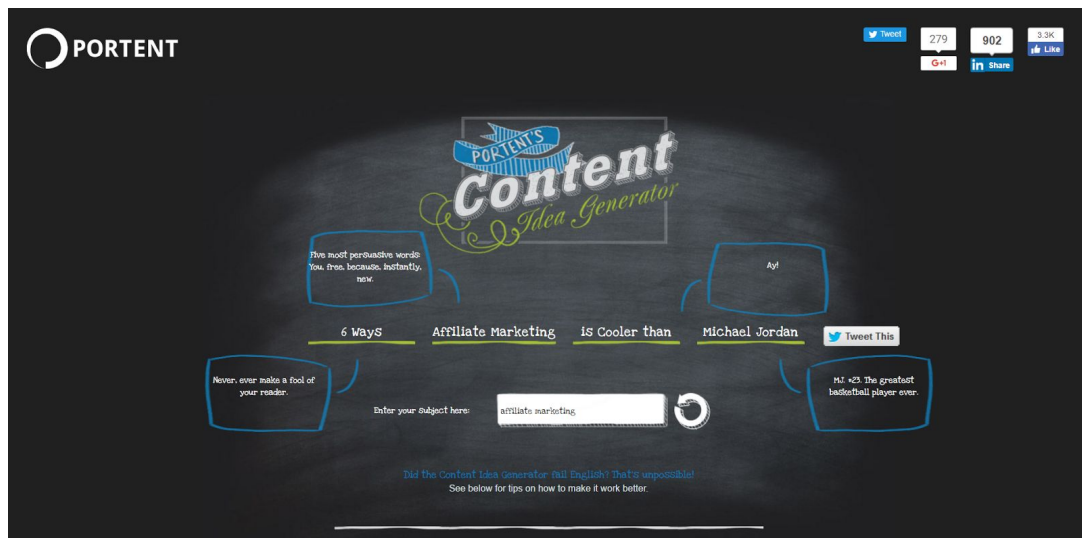 PORTENT
Tweet
279
G+1
902
in Share
3.3K
Like
PORTENT'S
Content
Idea Generator
Five most persuasive words:
You, free, because, instantly,
new.
Ay!
6 Ways Affiliate Marketing is Cooler than Michael Jordan
Tweet This
Never, ever make a fool of
your reader.
MJ. #23. The greatest
basketball player ever.
Enter your subject here:
affiliate marketing
Did the Content Idea Generator fail English? That's unpossible!
See below for tips on how to make it work better.